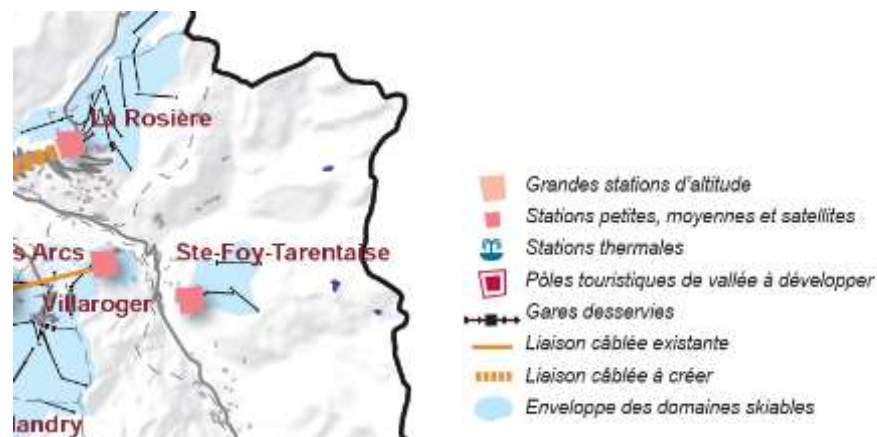 La Rosière
s Arcs
Ste-Foy-Tarentaise
Villaroger
landry
Grandes stations d'altitude
Stations petites, moyennes et satellites
Stations thermales
Pôles touristiques de vallée à développer
Gares desservies
Liaison câblée existante
Liaison câblée à créer
Enveloppe des domaines skiables